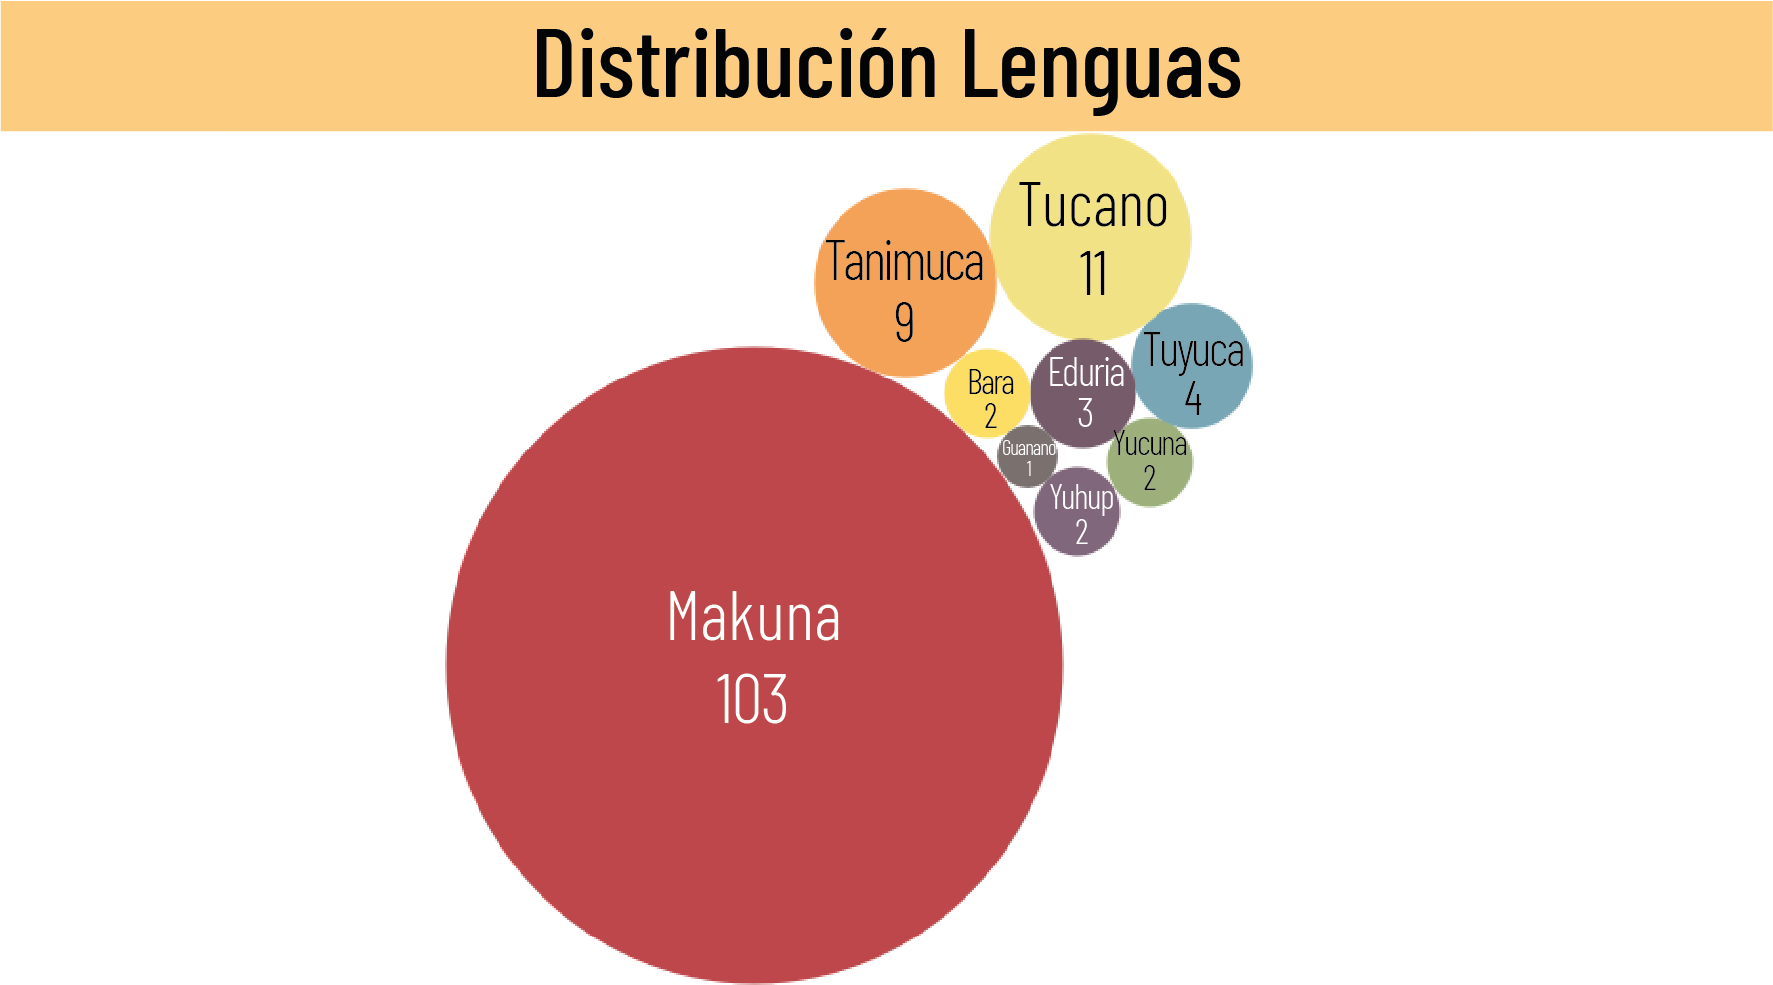 Distribución Lenguas
Tucano
11
Tanimuca
9
Tuyuca
4
Eduria
3
Bara
2
Guanano
1
Yucuna
2
Yuhup
2
Makuna
103